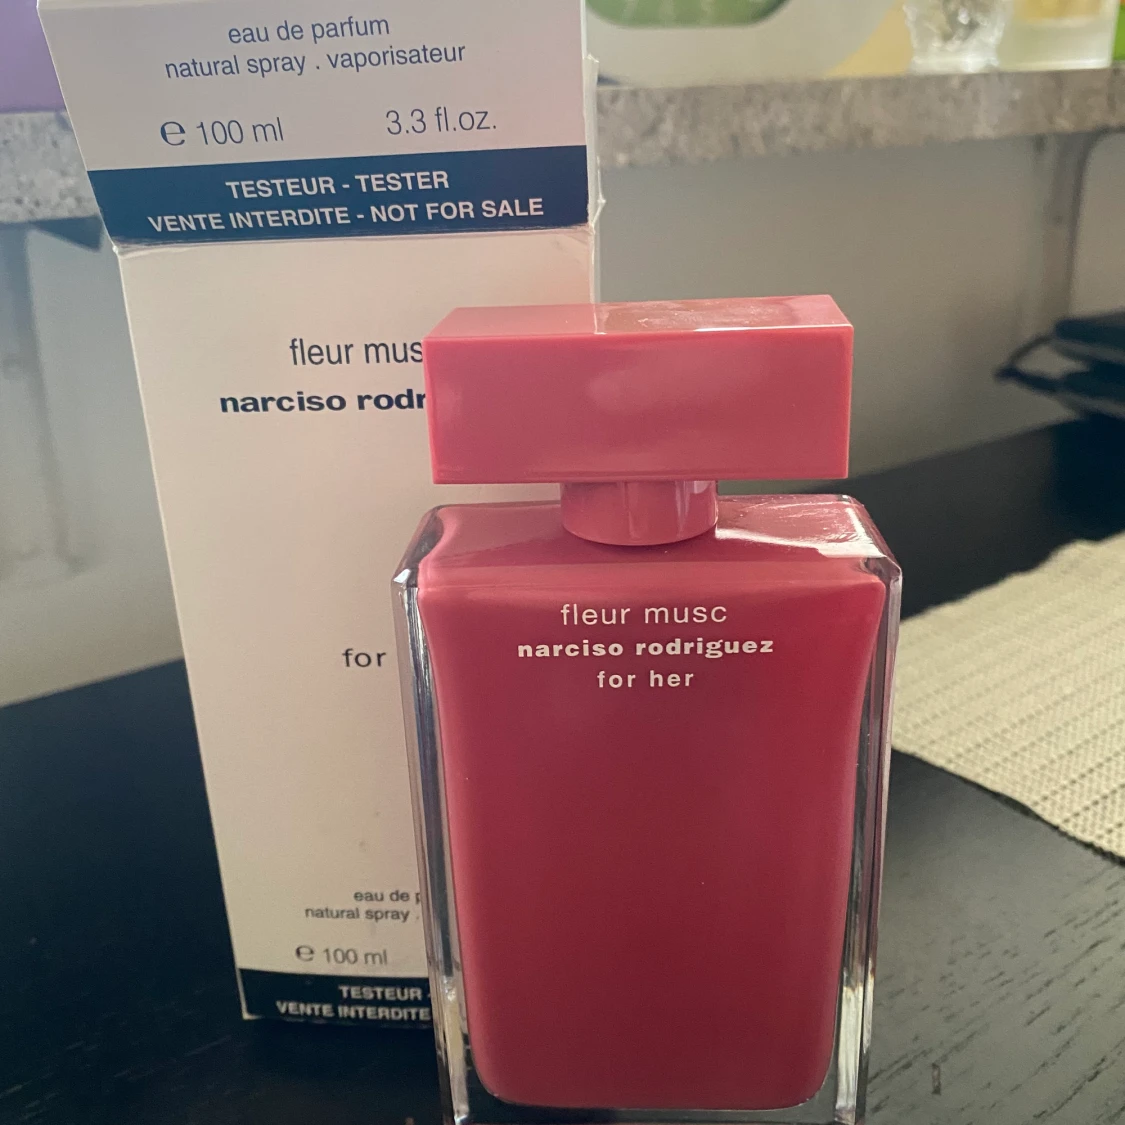 eau de parfum
natural spray . vaporisateur
e 100 ml 3.3 fl.oz.
TESTEUR - TESTER
VENTE INTERDITE - NOT FOR SALE
fleur mus
narciso rodr
for
eau de p
natural spray .
e 100 ml
TESTEUR -
VENTE INTERDITE
fleur musc
narciso rodriguez
for her